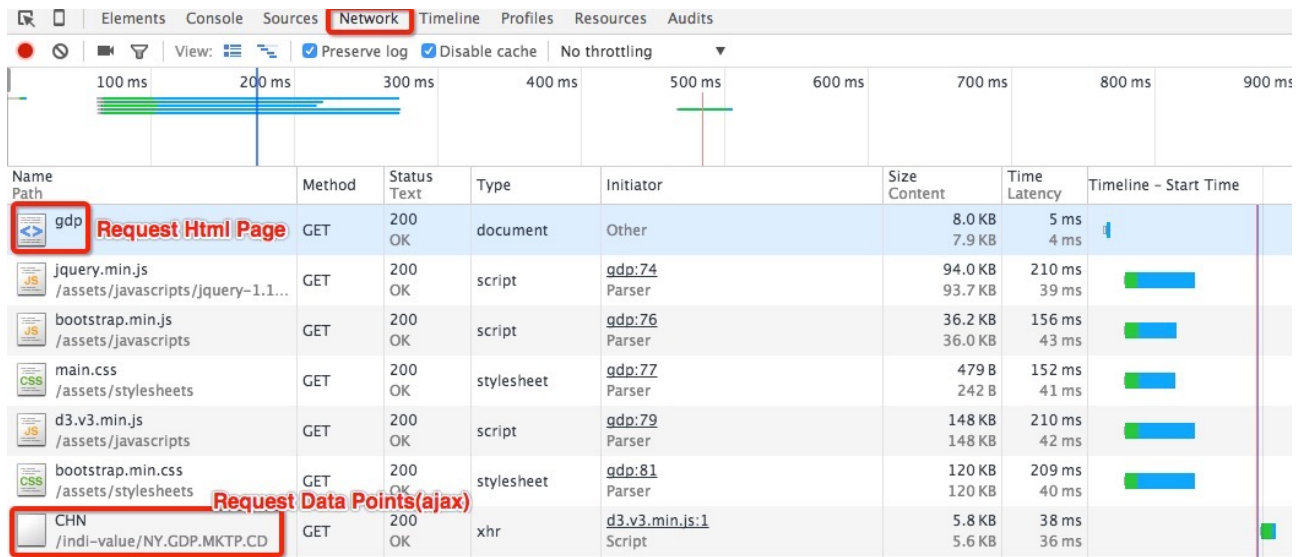 Elements Console Sources Network Timeline Profiles Resources Audits
View: Preserve log Disable cache No throttling ▼
100 ms 200 ms 300 ms 400 ms 500 ms 600 ms 700 ms 800 ms 900 ms
Name Method Status Type Initiator Size Time Timeline – Start Time
Path Text Content Latency
gdp Request Html Page GET 200 document Other 8.0 KB 5 ms
OK 7.9 KB 4 ms
jquery.min.js GET 200 script gdp:74 94.0 KB 210 ms
/assets/javascripts/jquery-1.1... OK Parser 93.7 KB 39 ms
bootstrap.min.js GET 200 script gdp:76 36.2 KB 156 ms
/assets/javascripts OK Parser 36.0 KB 43 ms
main.css GET 200 stylesheet gdp:77 479 B 152 ms
/assets/stylesheets OK Parser 242 B 41 ms
d3.v3.min.js GET 200 script gdp:79 148 KB 210 ms
/assets/javascripts OK Parser 148 KB 42 ms
bootstrap.min.css GET 200 stylesheet gdp:81 120 KB 209 ms
/assets/stylesheets OK Parser 120 KB 40 ms
Request Data Points(ajax)
CHN GET 200 xhr d3.v3.min.js:1 5.8 KB 38 ms
/indi-value/NY.GDP.MKTP.CD OK Script 5.6 KB 36 ms